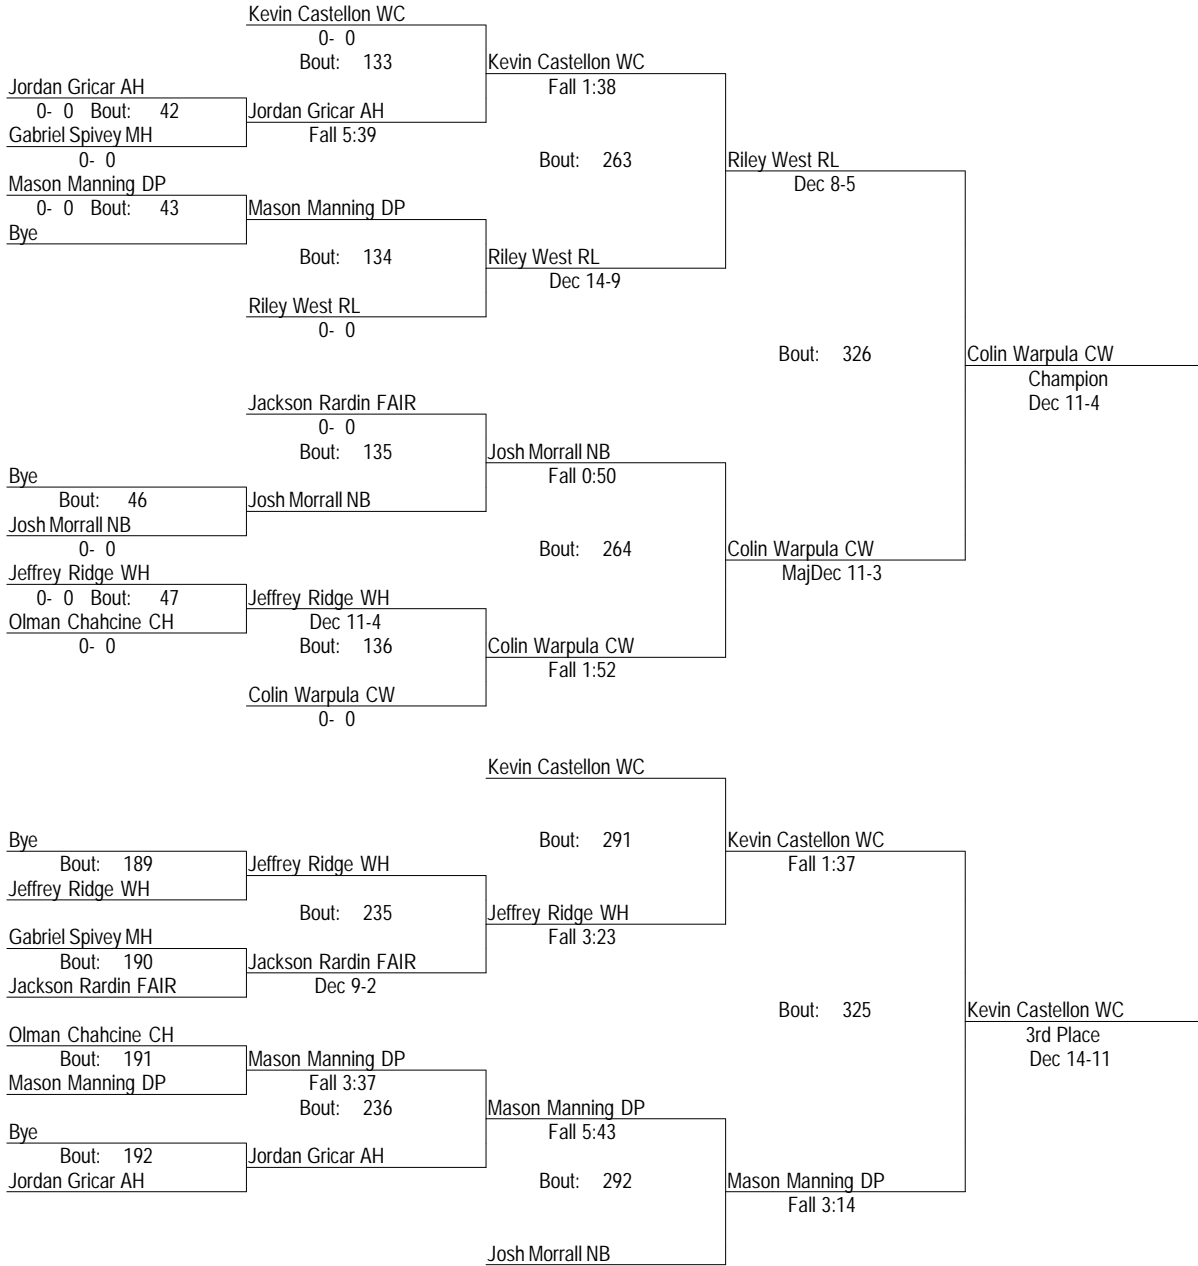 Kevin Castellon WC
0- 0
Bout: 133
Kevin Castellon WC
Fall 1:38
Jordan Gricar AH
0- 0 Bout: 42
Jordan Gricar AH
Fall 5:39
Gabriel Spivey MH
0- 0
Bout: 263
Riley West RL
Dec 8-5
Mason Manning DP
0- 0 Bout: 43
Mason Manning DP
Bye
Bout: 134
Riley West RL
Dec 14-9
Riley West RL
0- 0
Bout: 326
Colin Warpula CW
Champion
Dec 11-4
Jackson Rardin FAIR
0- 0
Bout: 135
Josh Morrall NB
Fall 0:50
Bye
Bout: 46
Josh Morrall NB
Josh Morrall NB
0- 0
Bout: 264
Colin Warpula CW
MajDec 11-3
Jeffrey Ridge WH
0- 0 Bout: 47
Jeffrey Ridge WH
Dec 11-4
Olman Chahcine CH
0- 0
Bout: 136
Colin Warpula CW
Fall 1:52
Colin Warpula CW
0- 0
Kevin Castellon WC
Bye
Bout: 189
Jeffrey Ridge WH
Jeffrey Ridge WH
Bout: 291
Kevin Castellon WC
Fall 1:37
Bout: 235
Jeffrey Ridge WH
Fall 3:23
Gabriel Spivey MH
Bout: 190
Jackson Rardin FAIR
Dec 9-2
Jackson Rardin FAIR
Bout: 325
Kevin Castellon WC
3rd Place
Dec 14-11
Olman Chahcine CH
Bout: 191
Mason Manning DP
Fall 3:37
Mason Manning DP
Bout: 236
Mason Manning DP
Fall 5:43
Bye
Bout: 192
Jordan Gricar AH
Jordan Gricar AH
Bout: 292
Mason Manning DP
Fall 3:14
Josh Morrall NB